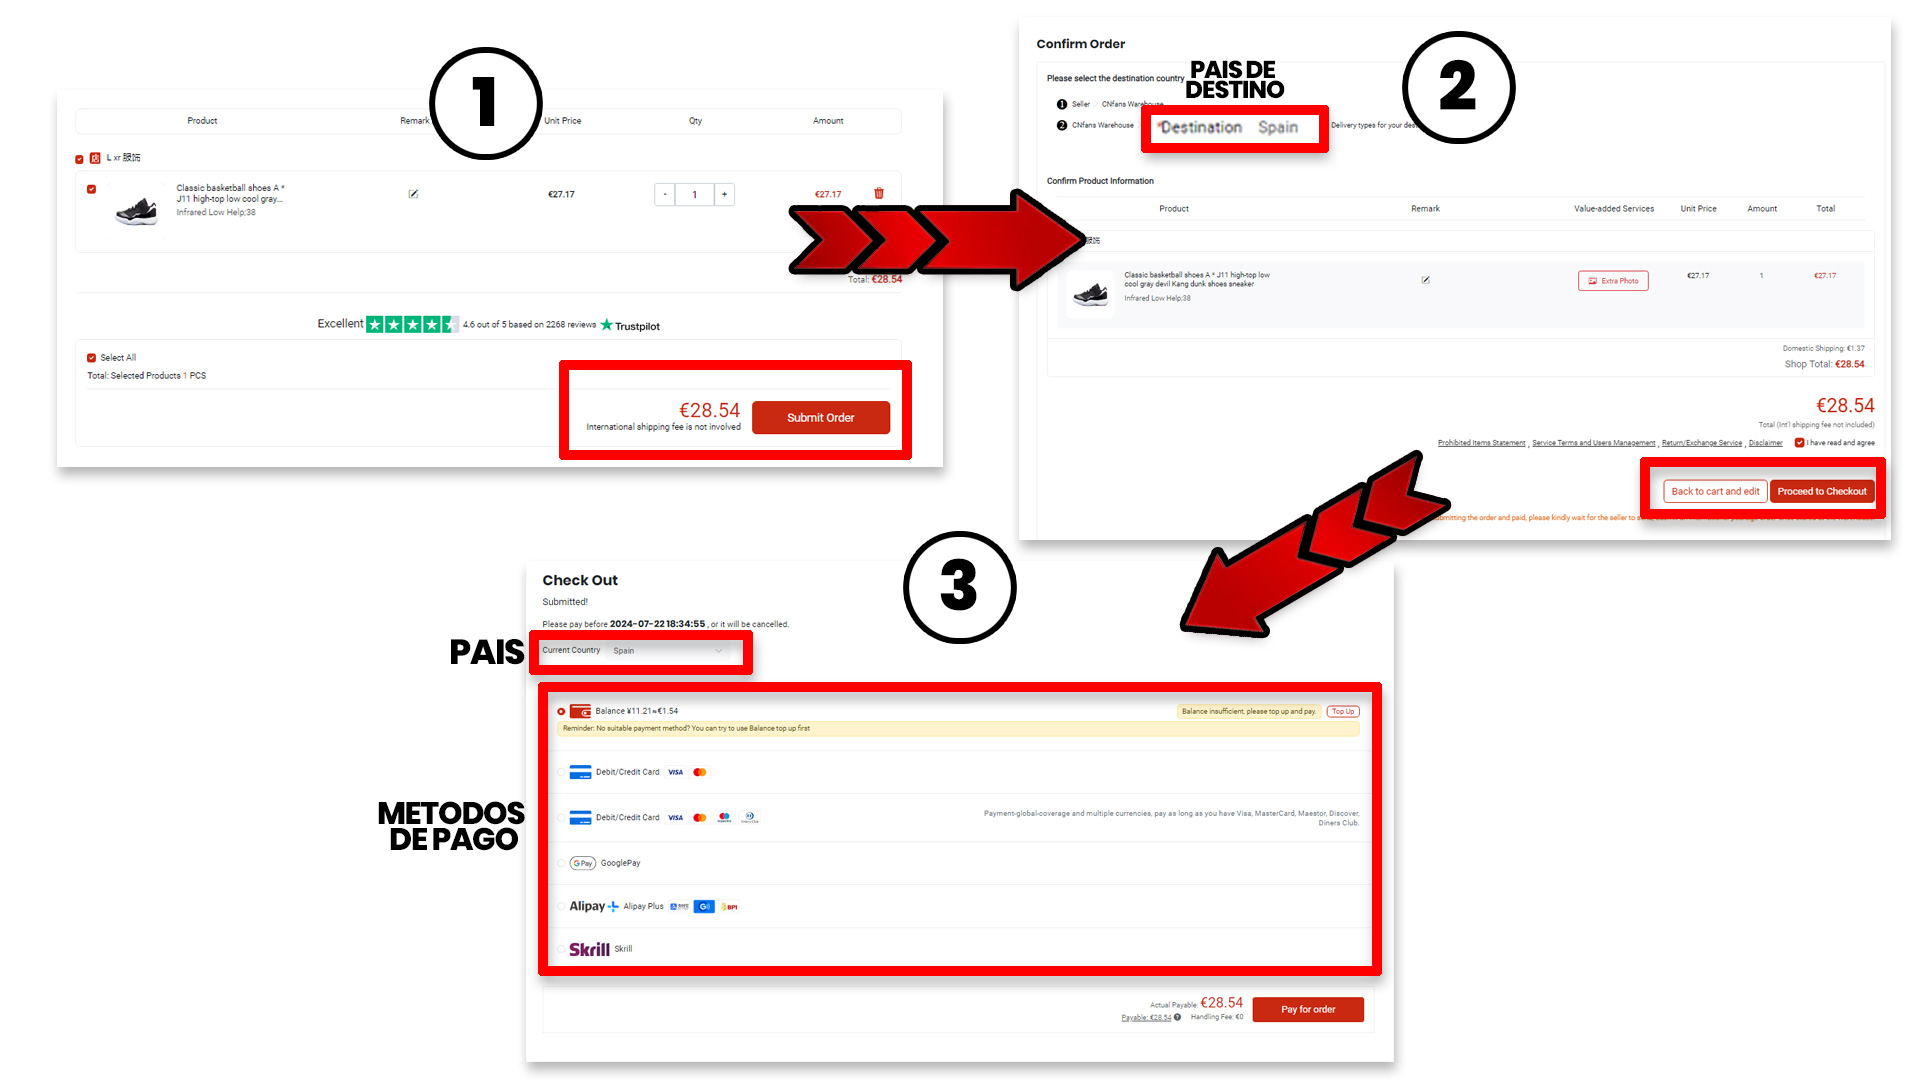 1
Product Remark Unit Price Qty Amount
L xr 服饰
Classic basketball shoes A *
J11 high-top low cool gray...
Infrared Low Help;38
€27.17 - 1 + €27.17
Total: €28.54
Excellent 4.6 out of 5 based on 2268 reviews Trustpilot
Select All
Total: Selected Products 1 PCS
€28.54
International shipping fee is not involved
Submit Order
2
Confirm Order
Please select the destination country
PAIS DE
DESTINO
1 Seller > CNfans Warehouse
2 CNfans Warehouse *Destination Spain Delivery types for your
Confirm Product Information
Product Remark Value-added Services Unit Price Amount Total
服饰
Classic basketball shoes A * J11 high-top low
cool gray devil Kang dunk shoes sneaker
Infrared Low Help;38
Extra Photo €27.17 1 €27.17
Domestic Shipping: €1.37
Shop Total: €28.54
€28.54
Total (Int'l shipping fee not included)
Prohibited Items Statement , Service Terms and Users Management , Return/Exchange Service , Disclaimer I have read and agree
Back to cart and edit Proceed to Checkout
the order and paid, please kindly wait for the seller to
3
Check Out
Submitted!
Please pay before 2024-07-22 18:34:55 , or it will be cancelled.
PAIS
Current Country Spain
Balance ¥11.21≈€1.54 Balance insufficient, please top up and pay. Top Up
Reminder: No suitable payment method? You can try to use Balance top up first
METODOS
DE PAGO
Debit/Credit Card VISA
Debit/Credit Card VISA
Payment-global-coverage and multiple currencies, pay as long as you have Visa, MasterCard, Maestor, Discover,
Diners Club.
G Pay GooglePay
Alipay+ Alipay Plus BPI
Skrill Skrill
Actual Payable: €28.54
Payable: €28.54 ? Handling Fee: €0
Pay for order